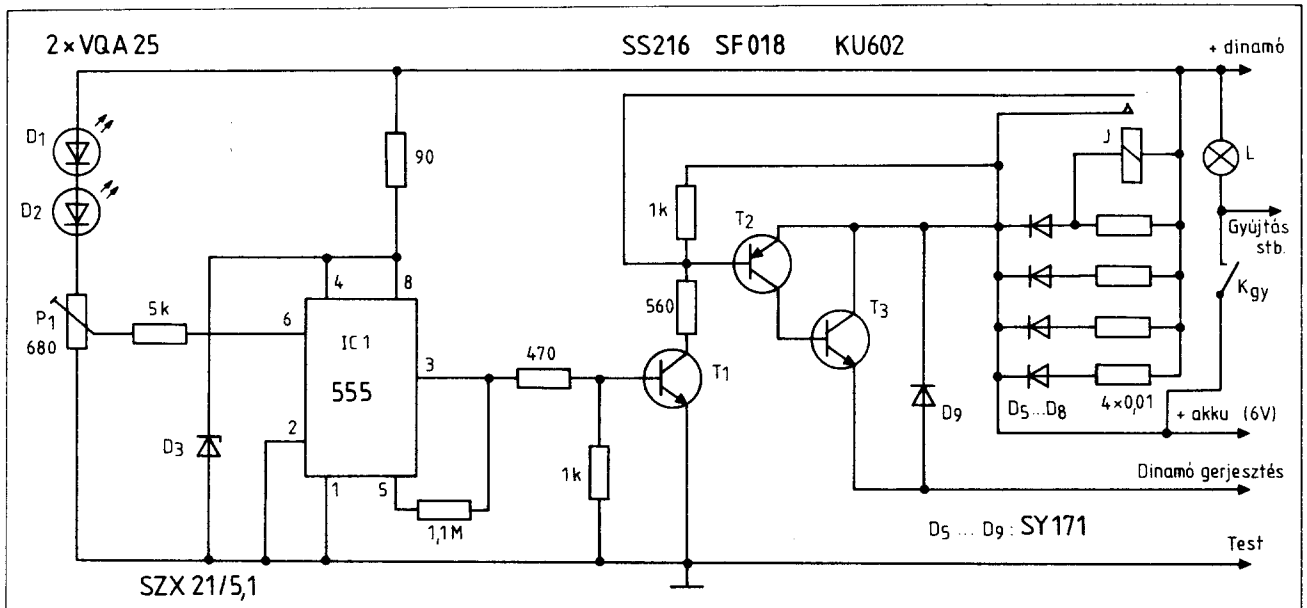 2 × VQA 25
SS216 SF018 KU602
+ dinamó
D1
D2
90
J
L
1k
T2
Gyújtás
stb.
Kgy
4
8
P1
680
5k
6
IC 1
555
3
470
560
T1
T3
D3
2
1
5
1,1M
1k
D9
D5...D8
4×0,01
+ akku (6V)
Dinamó gerjesztés
D5 ... D9 : SY171
Test
SZX 21/5,1